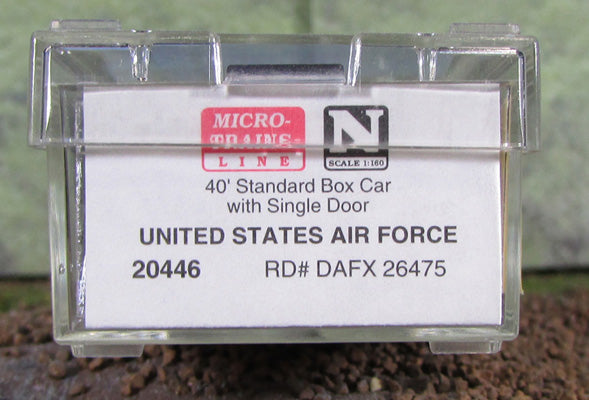 MICRO-
TRAINS
LINE
N
SCALE 1:160
40' Standard Box Car
with Single Door
UNITED STATES AIR FORCE
20446 RD# DAFX 26475